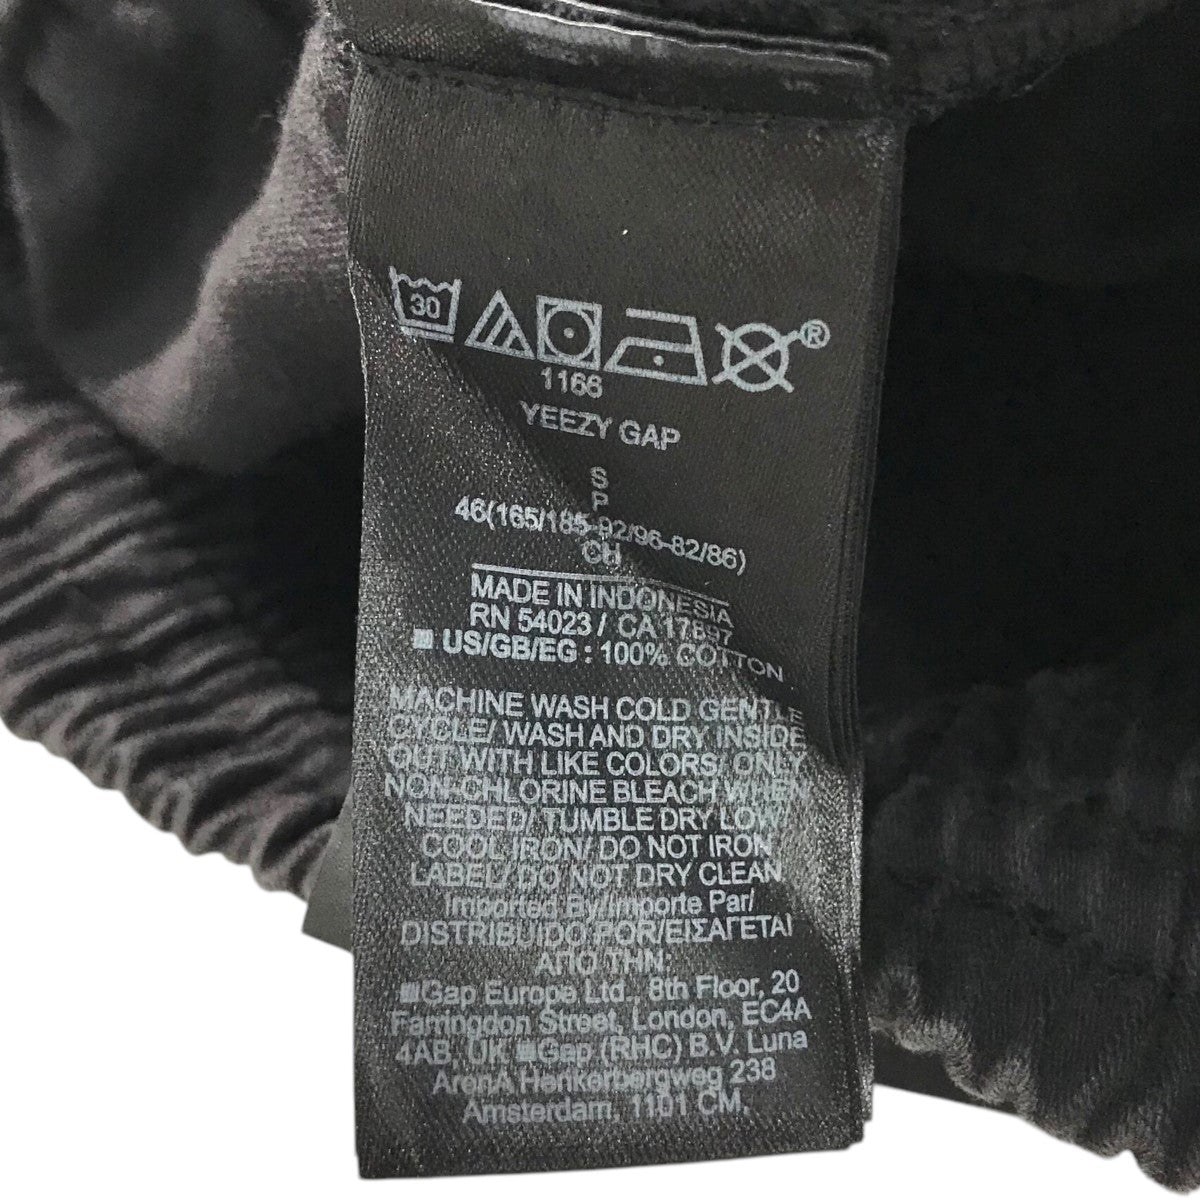 30 ®
1166
YEEZY GAP
S
P
46(165/185-92/96-82/86)
CH
MADE IN INDONESIA
RN 54023 / CA 17897
US/GB/EG : 100% COTTON
MACHINE WASH COLD GENTLE
CYCLE/ WASH AND DRY INSIDE
OUT WITH LIKE COLORS/ ONLY
NON-CHLORINE BLEACH WHEN
NEEDED/ TUMBLE DRY LOW/
COOL IRON/ DO NOT IRON
LABEL/ DO NOT DRY CLEAN
Imported By/Importe Par/
DISTRIBUIDO POR/ΕΙΣΑΓΕΤΑΙ
ΑΠΟ ΤΗΝ:
Gap Europe Ltd., 8th Floor, 20
Farringdon Street, London, EC4A
4AB, UK Gap (RHC) B.V. Luna
ArenA Henkerbergweg 238
Amsterdam, 1101 CM,